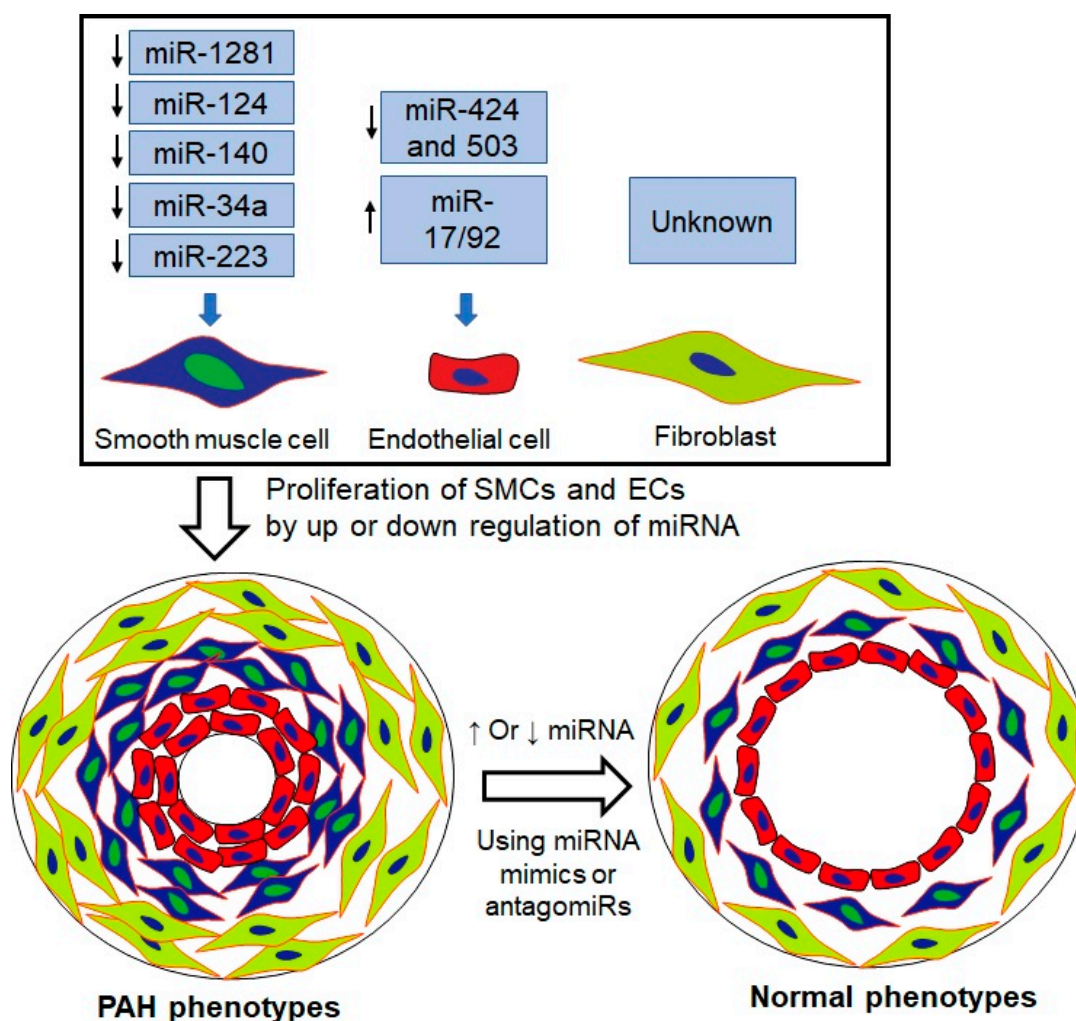 ↓ miR-1281
↓ miR-124
↓ miR-140
↓ miR-34a
↓ miR-223
↓ miR-424
and 503
↑ miR-
17/92
Unknown
Smooth muscle cell
Endothelial cell
Fibroblast
Proliferation of SMCs and ECs
by up or down regulation of miRNA
↑ Or ↓ miRNA
Using miRNA
mimics or
antagomiRs
PAH phenotypes
Normal phenotypes